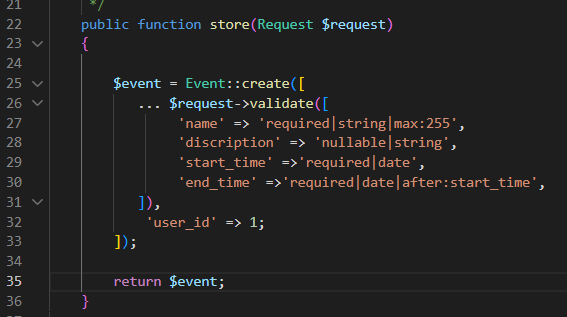 21 */
22 public function store(Request $request)
23 {
24
25 $event = Event::create([
26 ... $request->validate([
27 'name' => 'required|string|max:255',
28 'discription' => 'nullable|string',
29 'start_time' =>'required|date',
30 'end_time' =>'required|date|after:start_time',
31 ]),
32 'user_id' => 1;
33 ]);
34
35 return $event;
36 }